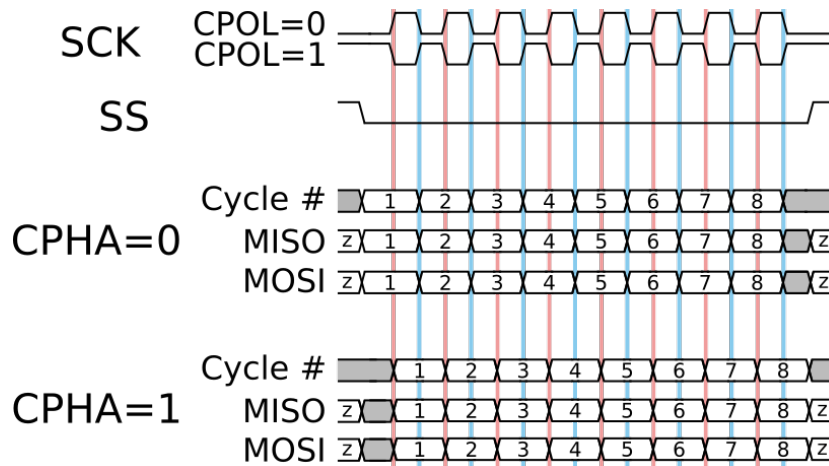 SCK
CPOL=0
CPOL=1
SS
CPHA=0
Cycle # 1 2 3 4 5 6 7 8
MISO z 1 2 3 4 5 6 7 8 z
MOSI z 1 2 3 4 5 6 7 8 z
CPHA=1
Cycle # 1 2 3 4 5 6 7 8
MISO z 1 2 3 4 5 6 7 8 z
MOSI z 1 2 3 4 5 6 7 8 z